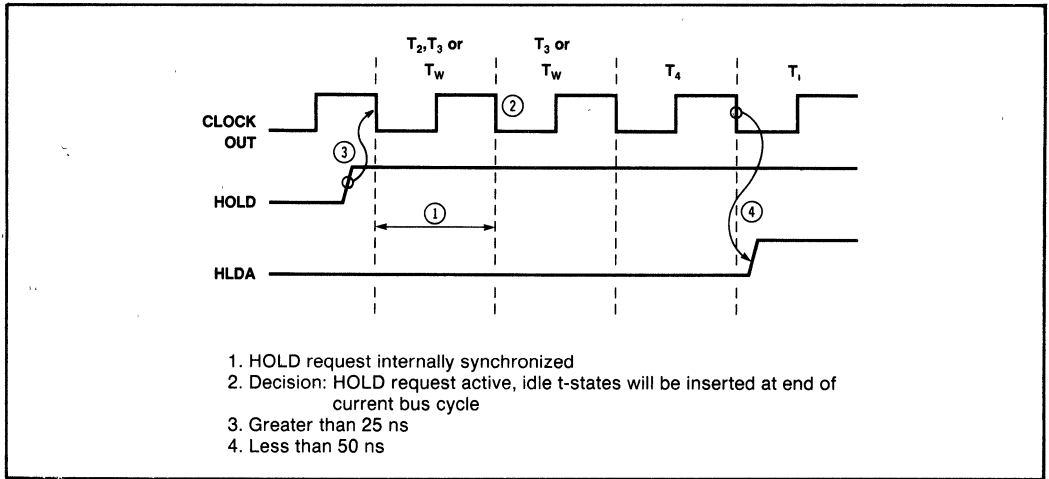 T₂,T₃ or
T_W
T₃ or
T_W
T₄
Tᵢ
CLOCK
OUT
②
③
HOLD
①
④
HLDA
1. HOLD request internally synchronized
2. Decision: HOLD request active, idle t-states will be inserted at end of
current bus cycle
3. Greater than 25 ns
4. Less than 50 ns